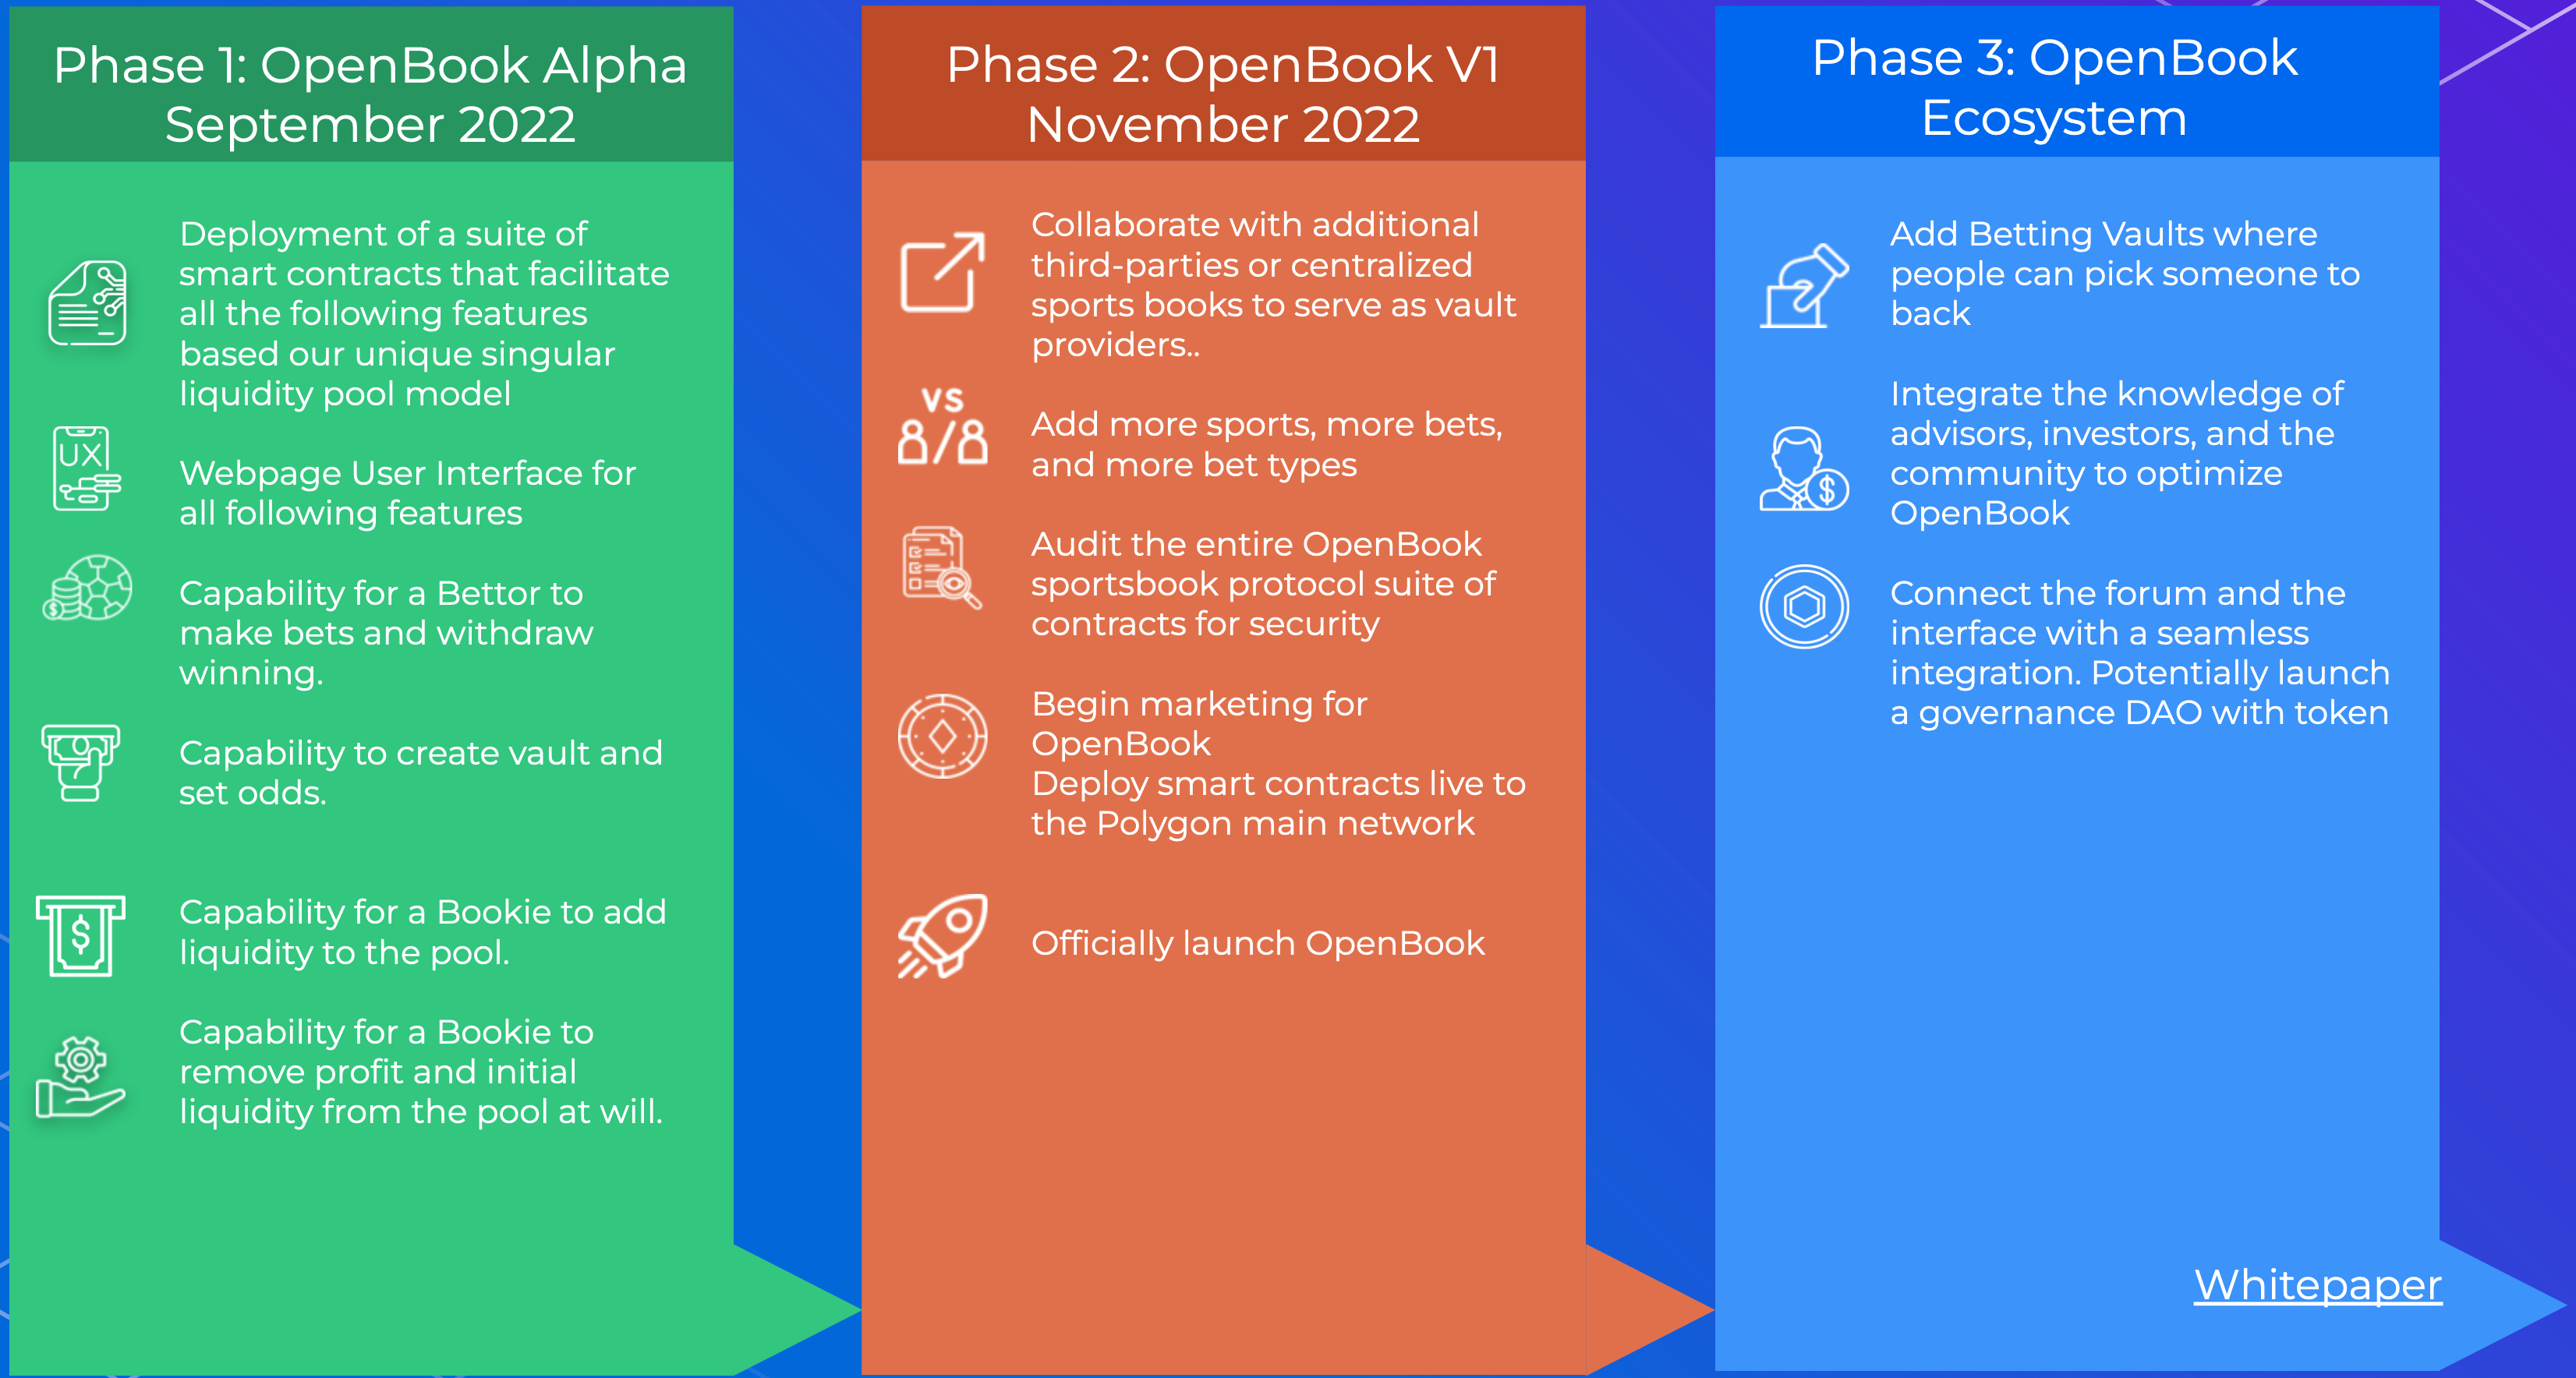 Phase 1: OpenBook Alpha
September 2022
Deployment of a suite of
smart contracts that facilitate
all the following features
based our unique singular
liquidity pool model
UX
Webpage User Interface for
all following features
Capability for a Bettor to
make bets and withdraw
winning.
Capability to create vault and
set odds.
Capability for a Bookie to add
liquidity to the pool.
Capability for a Bookie to
remove profit and initial
liquidity from the pool at will.
Phase 2: OpenBook V1
November 2022
Collaborate with additional
third-parties or centralized
sports books to serve as vault
providers..
VS
Add more sports, more bets,
and more bet types
Audit the entire OpenBook
sportsbook protocol suite of
contracts for security
Begin marketing for
OpenBook
Deploy smart contracts live to
the Polygon main network
Officially launch OpenBook
Phase 3: OpenBook
Ecosystem
Add Betting Vaults where
people can pick someone to
back
Integrate the knowledge of
advisors, investors, and the
community to optimize
OpenBook
Connect the forum and the
interface with a seamless
integration. Potentially launch
a governance DAO with token
Whitepaper